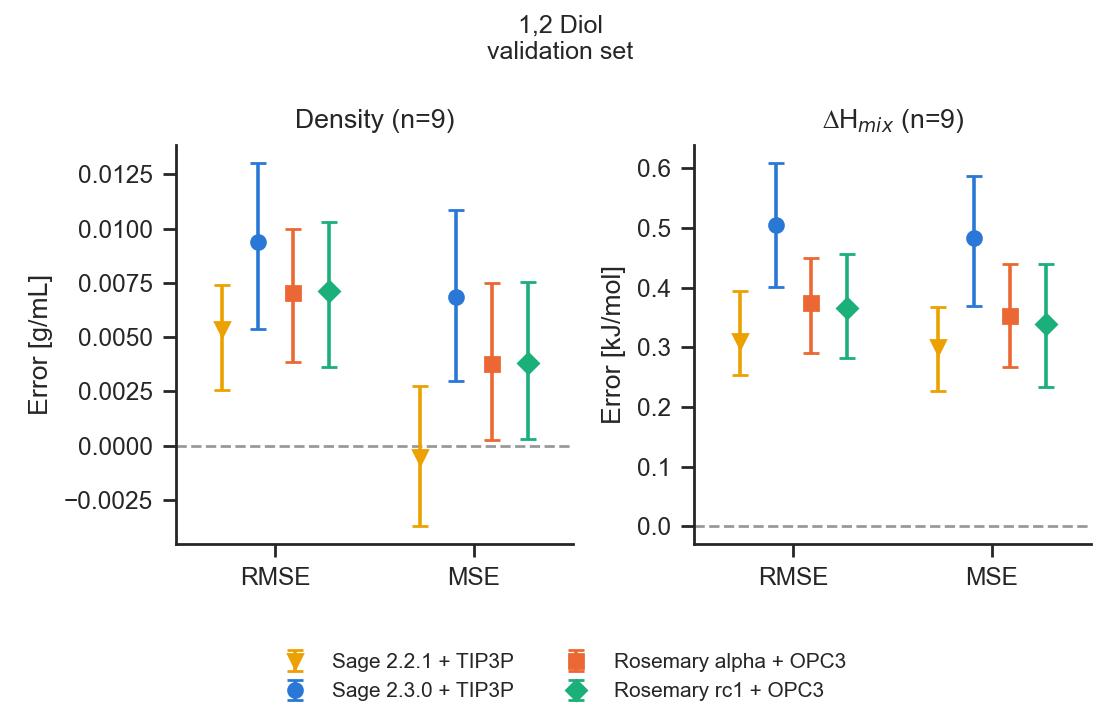 1,2 Diol
validation set
Density (n=9)
0.0125
0.0100
0.0075
0.0050
0.0025
0.0000
−0.0025
Error [g/mL]
RMSE
MSE
ΔH_{mix} (n=9)
0.6
0.5
0.4
0.3
0.2
0.1
0.0
Error [kJ/mol]
RMSE
MSE
Sage 2.2.1 + TIP3P
Sage 2.3.0 + TIP3P
Rosemary alpha + OPC3
Rosemary rc1 + OPC3